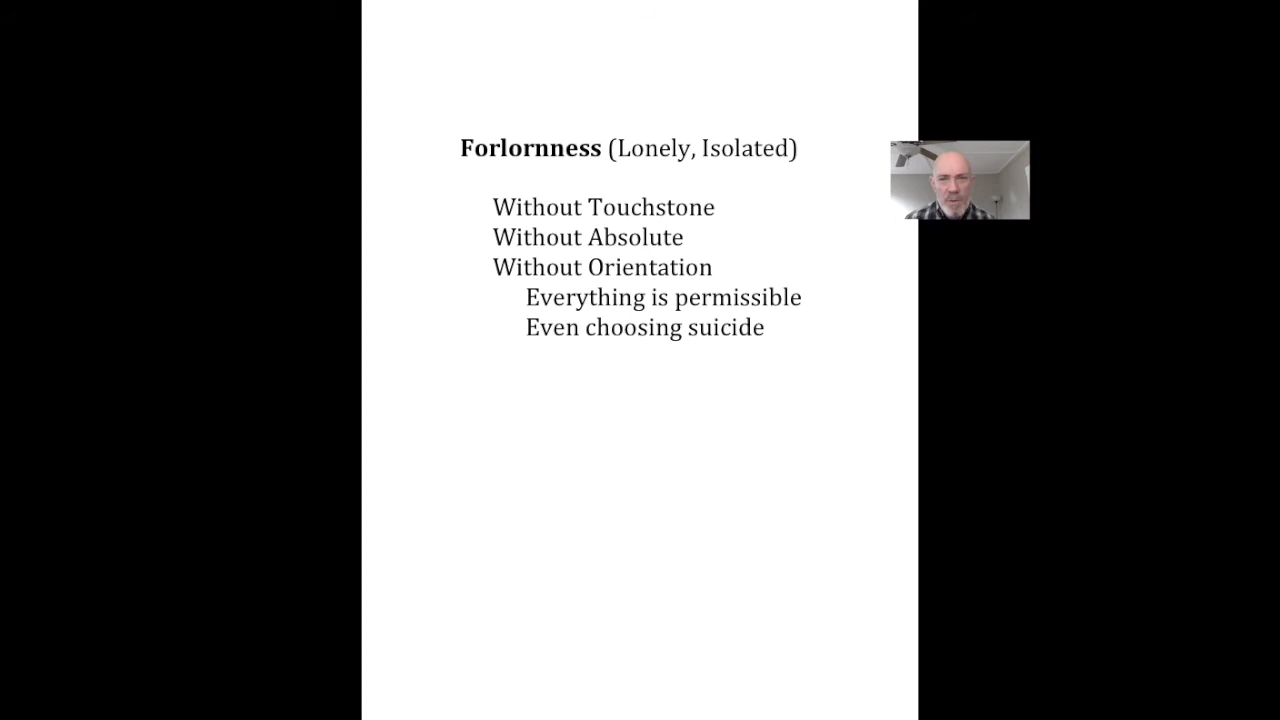 Forlornness (Lonely, Isolated)
Without Touchstone
Without Absolute
Without Orientation
Everything is permissible
Even choosing suicide